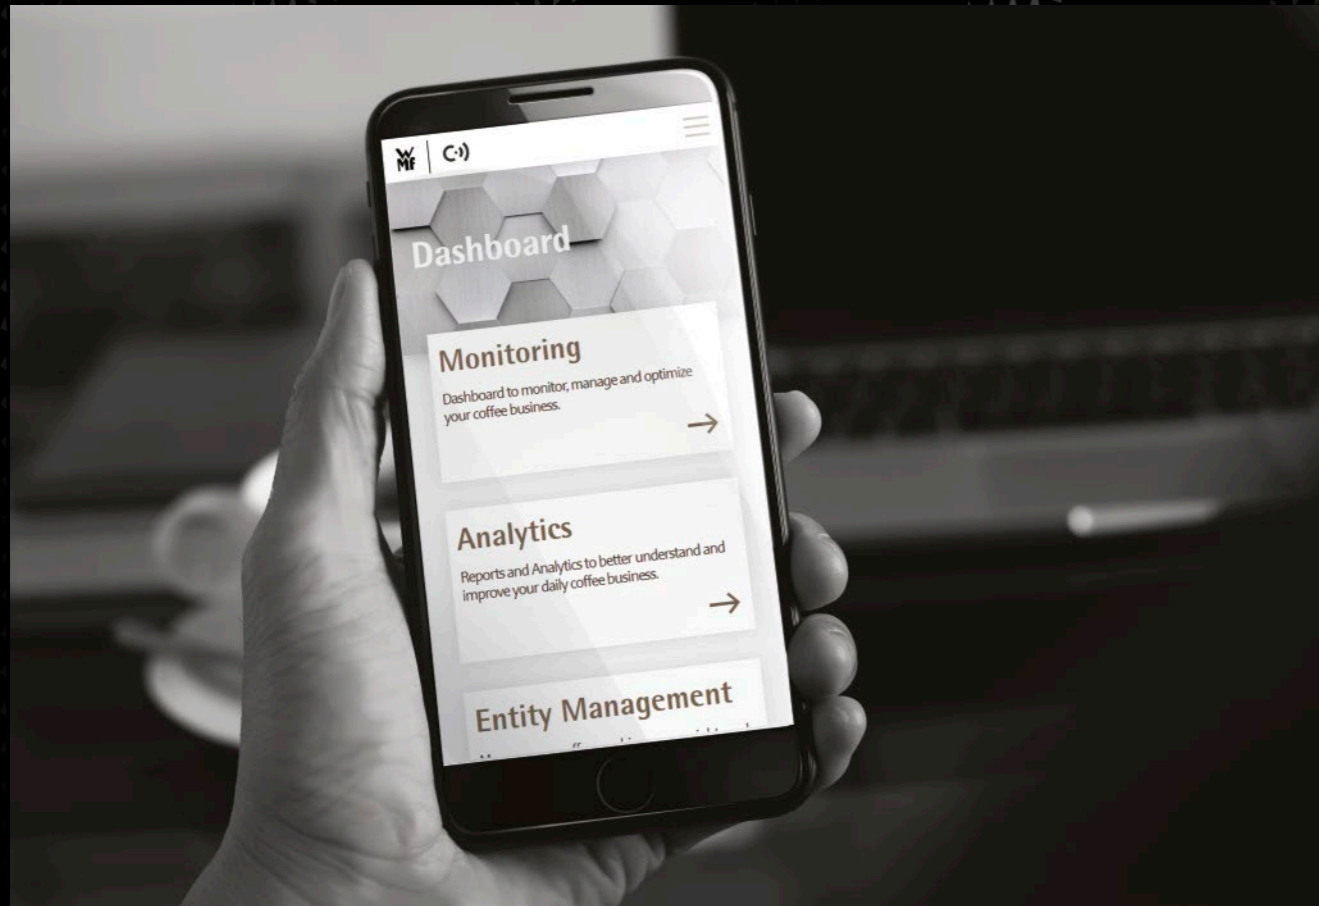 WMF
Dashboard
Monitoring
Dashboard to monitor, manage and optimize
your coffee business.
Analytics
Reports and Analytics to better understand and
improve your daily coffee business.
Entity Management